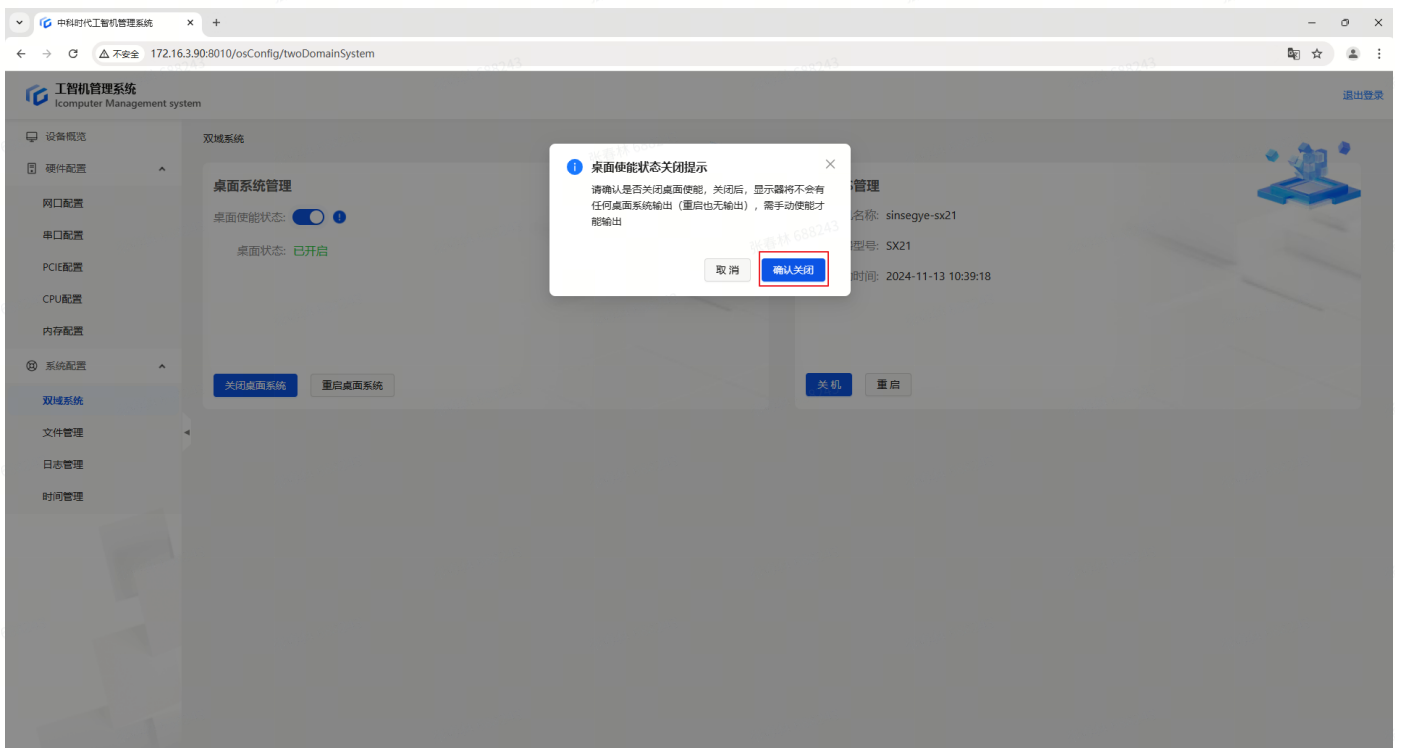 中科时代工智机管理系统
不安全 172.16.3.90:8010/osConfig/twoDomainSystem
工智机管理系统
Icomputer Management system
退出登录
设备概览
硬件配置
网口配置
串口配置
PCIE配置
CPU配置
内存配置
系统配置
双域系统
文件管理
日志管理
时间管理
双域系统
桌面系统管理
桌面使能状态:
桌面状态: 已开启
关闭桌面系统 重启桌面系统
桌面使能状态关闭提示
请确认是否关闭桌面使能，关闭后，显示器将不会有
任何桌面系统输出（重启也无输出），需手动使能才
能输出
取 消 确认关闭
管理
名称: sinsegye-sx21
型号: SX21
时间: 2024-11-13 10:39:18
关 机 重 启
688243